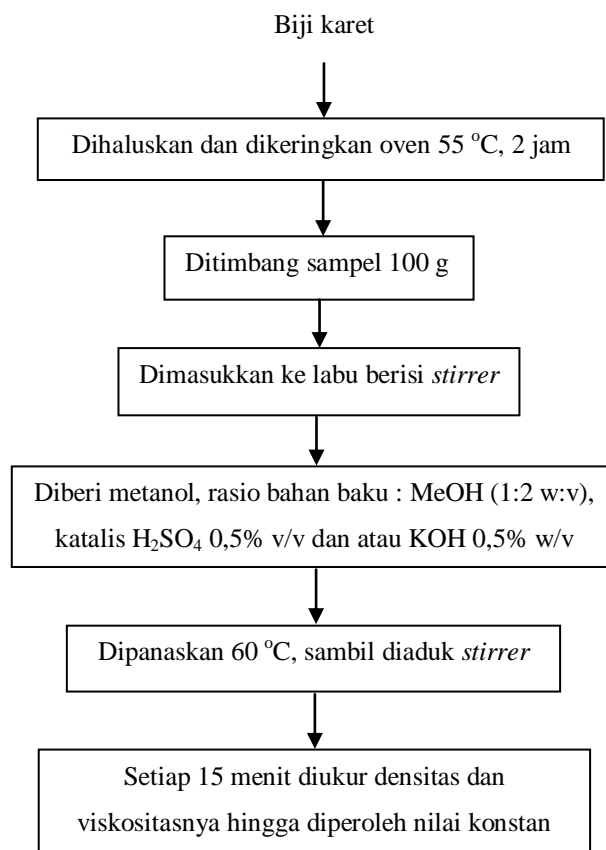 Biji karet
Dihaluskan dan dikeringkan oven 55 °C, 2 jam
Ditimbang sampel 100 g
Dimasukkan ke labu berisi stirrer
Diberi metanol, rasio bahan baku : MeOH (1:2 w:v),
katalis H₂SO₄ 0,5% v/v dan atau KOH 0,5% w/v
Dipanaskan 60 °C, sambil diaduk stirrer
Setiap 15 menit diukur densitas dan
viskositasnya hingga diperoleh nilai konstan